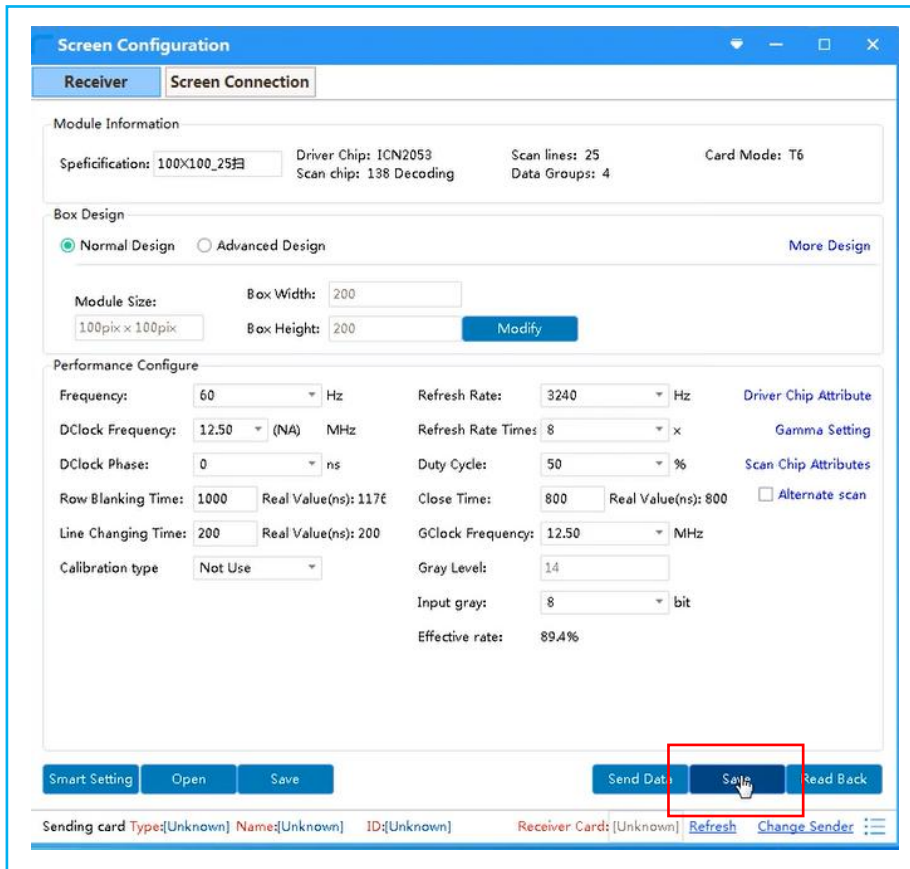 Screen Configuration
Receiver Screen Connection
Module Information
Speficification: 100X100_25扫 Driver Chip: ICN2053 Scan lines: 25 Card Mode: T6
Scan chip: 138 Decoding Data Groups: 4
Box Design
Normal Design Advanced Design More Design
Module Size: Box Width: 200
100pix×100pix Box Height: 200 Modify
Performance Configure
Frequency: 60 Hz Refresh Rate: 3240 Hz Driver Chip Attribute
DClock Frequency: 12.50 (NA) MHz Refresh Rate Times 8 x Gamma Setting
DClock Phase: 0 ns Duty Cycle: 50 % Scan Chip Attributes
Row Blanking Time: 1000 Real Value(ns): 1176 Close Time: 800 Real Value(ns): 800 Alternate scan
Line Changing Time: 200 Real Value(ns): 200 GClock Frequency: 12.50 MHz
Calibration type Not Use Gray Level: 14
Input gray: 8 bit
Effective rate: 89.4%
Smart Setting Open Save Send Data Save Read Back
Sending card Type:[Unknown] Name:[Unknown] ID:[Unknown] Receiver Card: [Unknown] Refresh Change Sender